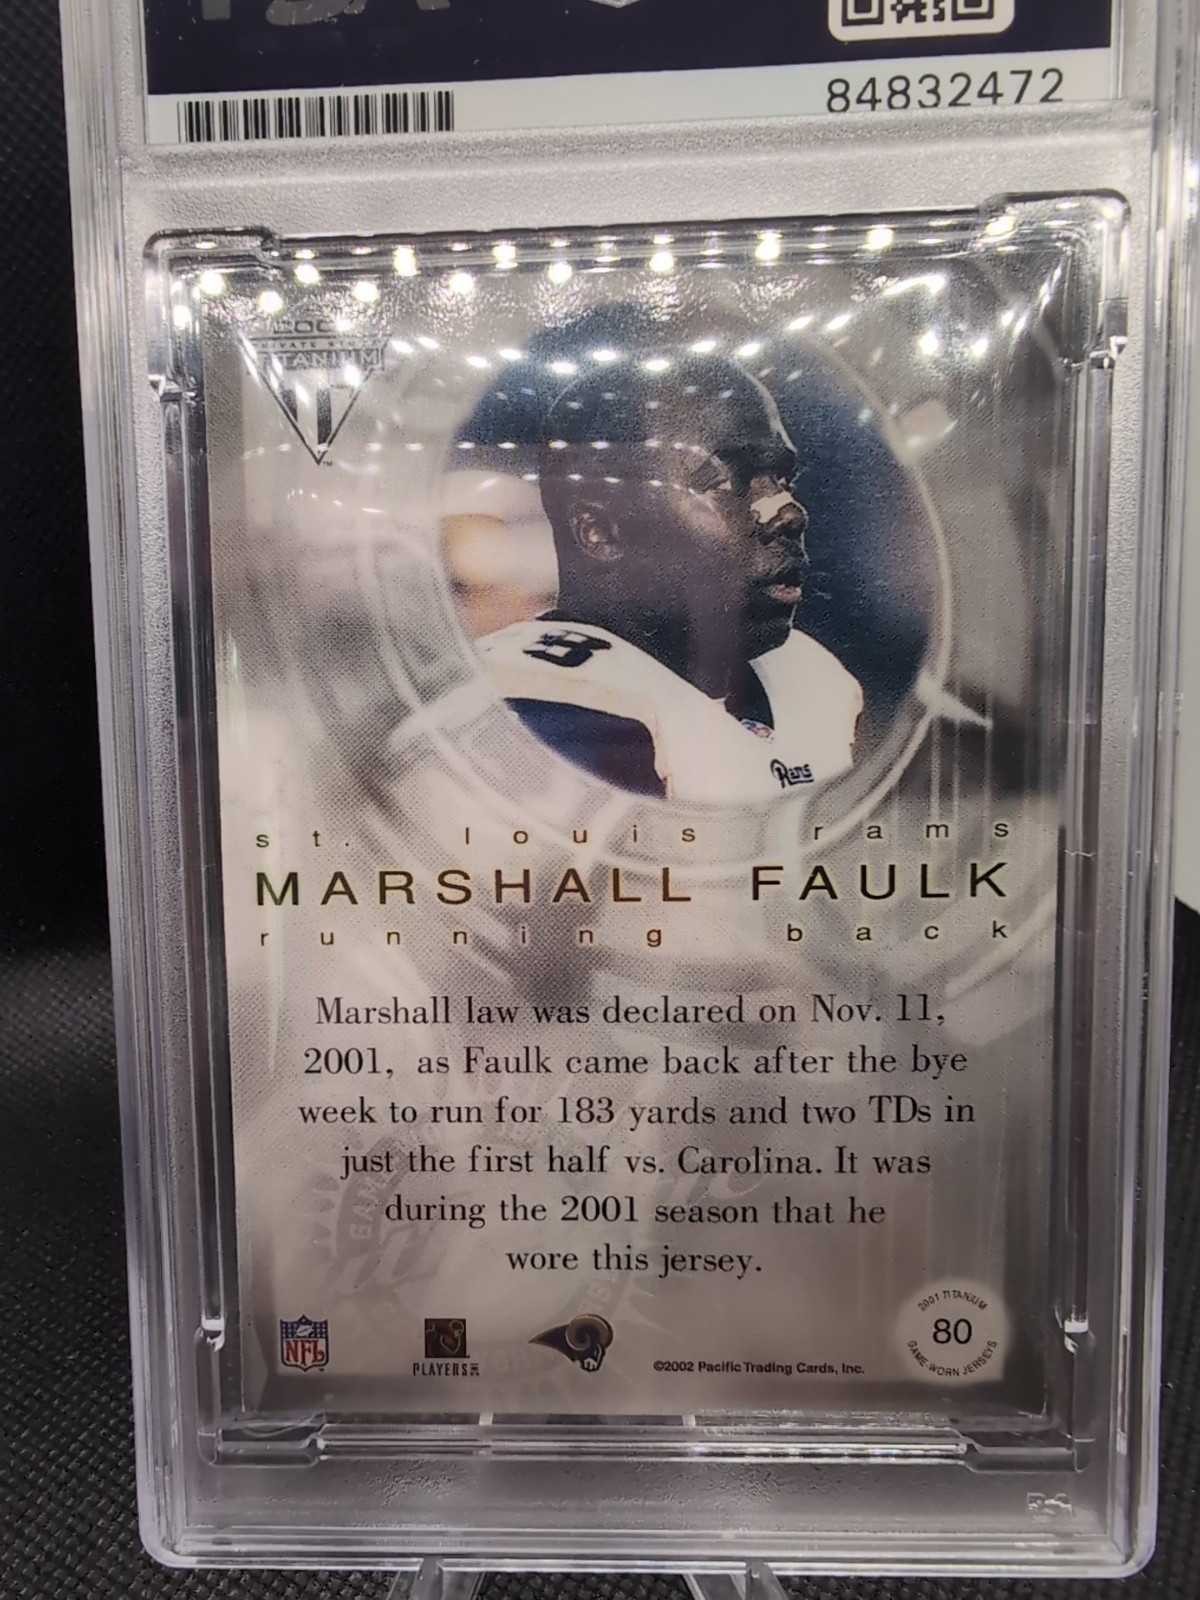 84832472
TITANIUM
Rams
st. louis rams
MARSHALL FAULK
running back
Marshall law was declared on Nov. 11,
2001, as Faulk came back after the bye
week to run for 183 yards and two TDs in
just the first half vs. Carolina. It was
during the 2001 season that he
wore this jersey.
2001 TITANIUM
80
GAME-WORN JERSEYS
NFL
PLAYERS INC
©2002 Pacific Trading Cards, Inc.